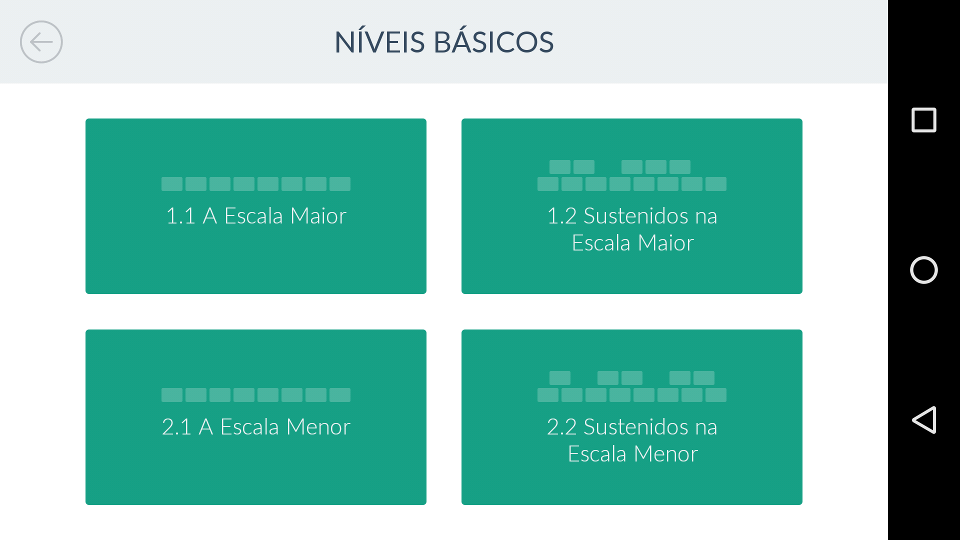 NÍVEIS BÁSICOS
1.1 A Escala Maior
1.2 Sustenidos na
Escala Maior
2.1 A Escala Menor
2.2 Sustenidos na
Escala Menor